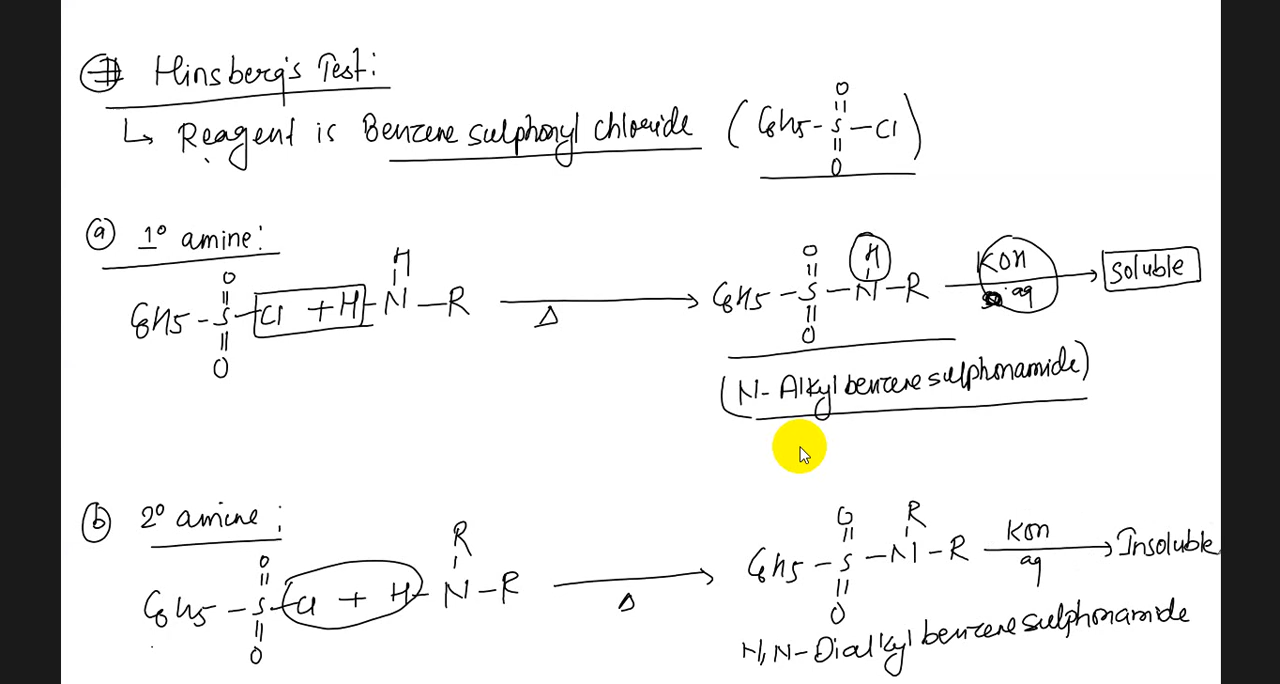 # Hinsberg's Test:
↳ Reagent is Benzene sulphonyl chloride (C6H5-S-Cl)
O
O
(a) 1° amine:
O H O H
C6H5-S-Cl + H-N-R → C6H5-S-N-R KOH aq → Soluble
O Δ O
(N-Alkyl benzene sulphonamide)
(b) 2° amine:
O R O R
C6H5-S-Cl + H-N-R → C6H5-S-N-R KOH aq → Insoluble
O Δ O
N,N-Dialkyl benzene sulphonamide